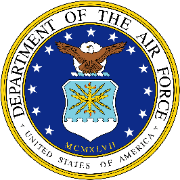 DEPARTMENT OF THE AIR FORCE
MCMXLVII
UNITED STATES OF AMERICA